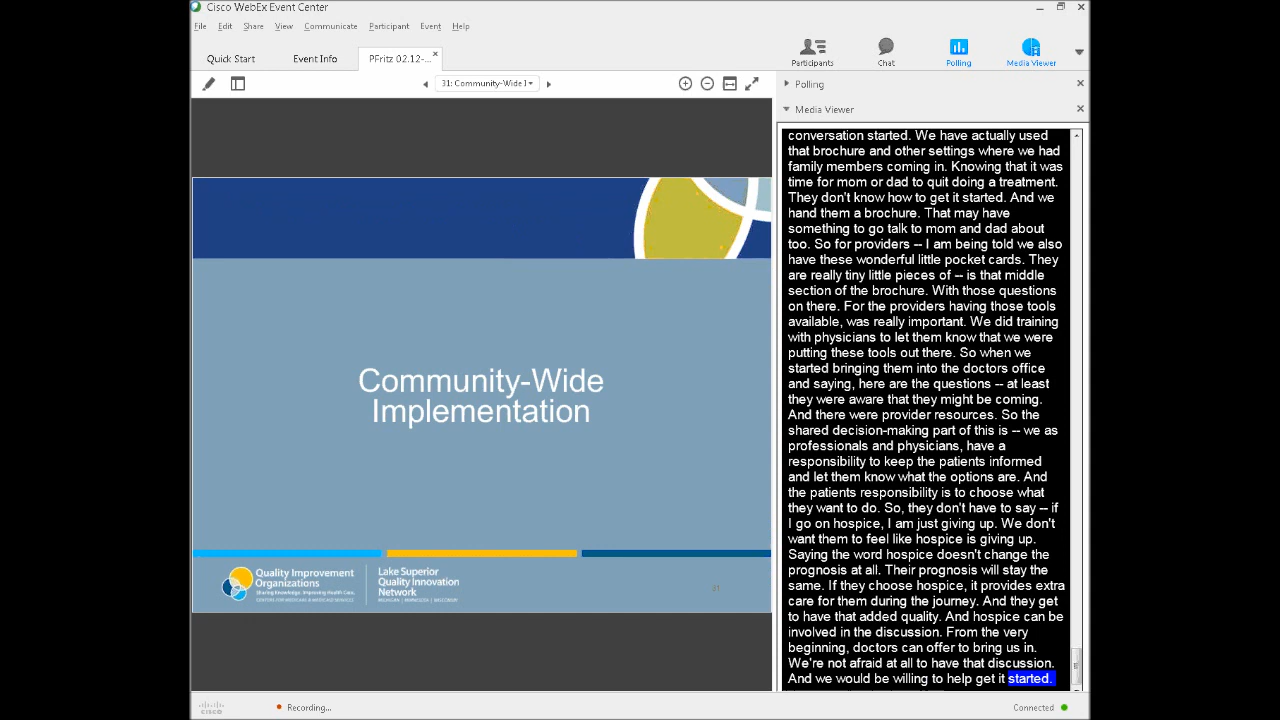 Cisco WebEx Event Center
File Edit Share View Communicate Participant Event Help
Quick Start Event Info PFritz 02.12-...
Participants Chat Polling Media Viewer
31: Community-Wide I
Polling
Media Viewer
Community-Wide
Implementation
Quality Improvement
Organizations
Sharing Knowledge. Improving Health Care.
CENTERS FOR MEDICARE & MEDICAID SERVICES
Lake Superior
Quality Innovation
Network
MICHIGAN | MINNESOTA | WISCONSIN
31
conversation started. We have actually used
that brochure and other settings where we had
family members coming in. Knowing that it was
time for mom or dad to quit doing a treatment.
They don't know how to get it started. And we
hand them a brochure. That may have
something to go talk to mom and dad about
too. So for providers -- I am being told we also
have these wonderful little pocket cards. They
are really tiny little pieces of -- is that middle
section of the brochure. With those questions
on there. For the providers having those tools
available, was really important. We did training
with physicians to let them know that we were
putting these tools out there. So when we
started bringing them into the doctors office
and saying, here are the questions -- at least
they were aware that they might be coming.
And there were provider resources. So the
shared decision-making part of this is -- we as
professionals and physicians, have a
responsibility to keep the patients informed
and let them know what the options are. And
the patients responsibility is to choose what
they want to do. So, they don't have to say -- if
I go on hospice, I am just giving up. We don't
want them to feel like hospice is giving up.
Saying the word hospice doesn't change the
prognosis at all. Their prognosis will stay the
same. If they choose hospice, it provides extra
care for them during the journey. And they get
to have that added quality. And hospice can be
involved in the discussion. From the very
beginning, doctors can offer to bring us in.
We're not afraid at all to have that discussion.
And we would be willing to help get it started.
CISCO
Recording...
Connected